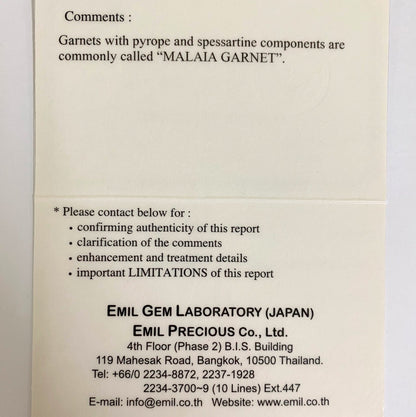 Comments :
Garnets with pyrope and spessartine components are
commonly called “MALAIA GARNET”.
* Please contact below for :
• confirming authenticity of this report
• clarification of the comments
• enhancement and treatment details
• important LIMITATIONS of this report
EMIL GEM LABORATORY (JAPAN)
EMIL PRECIOUS Co., Ltd.
4th Floor (Phase 2) B.I.S. Building
119 Mahesak Road, Bangkok, 10500 Thailand.
Tel: +66/0 2234-8872, 2237-1928
2234-3700~9 (10 Lines) Ext.447
E-mail: info@emil.co.th Website: www.emil.co.th